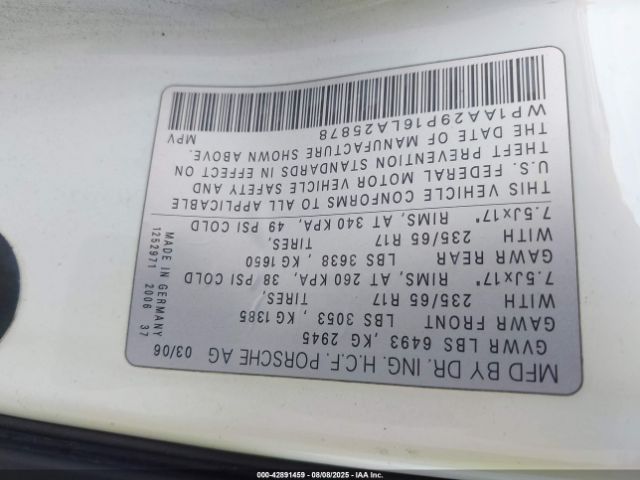 MFD BY DR. ING. H.C.F. PORSCHE AG 03/06
GVWR LBS 6493, KG 2945
GAWR FRONT LBS 3053, KG 1385
WITH 235/65 R17 TIRES,
7.5Jx17" RIMS, AT 260 KPA, 38 PSI COLD
GAWR REAR LBS 3638, KG 1650
WITH 235/65 R17 TIRES,
7.5Jx17" RIMS, AT 340 KPA, 49 PSI COLD
THIS VEHICLE CONFORMS TO ALL APPLICABLE
U.S. FEDERAL MOTOR VEHICLE SAFETY AND
THEFT PREVENTION STANDARDS IN EFFECT ON
THE DATE OF MANUFACTURE SHOWN ABOVE.
WP1AA29P16LA25878 MPV
MADE IN GERMANY
1252971 2006 37
000-42891459 - 08/08/2025 - IAA Inc.